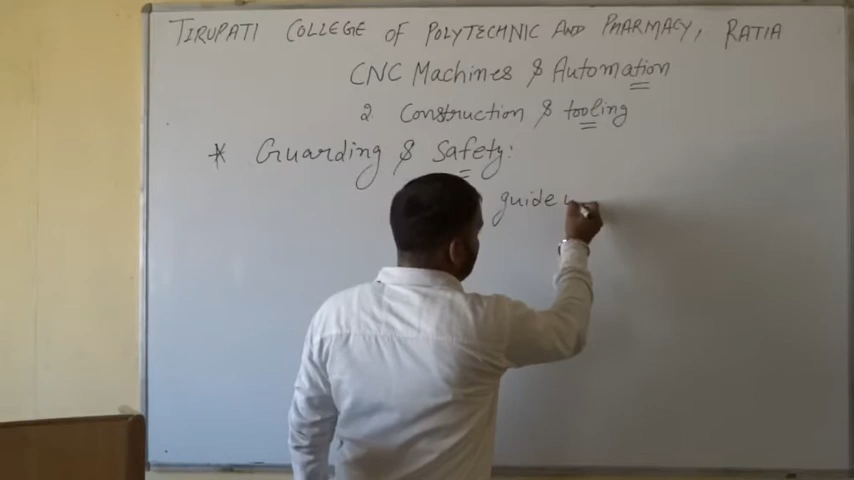 TIRUPATI COLLEGE OF POLYTECHNIC AND PHARMACY, RATIA
CNC Machines & Automation
2. Construction & tooling
* Guarding & Safety:
guide